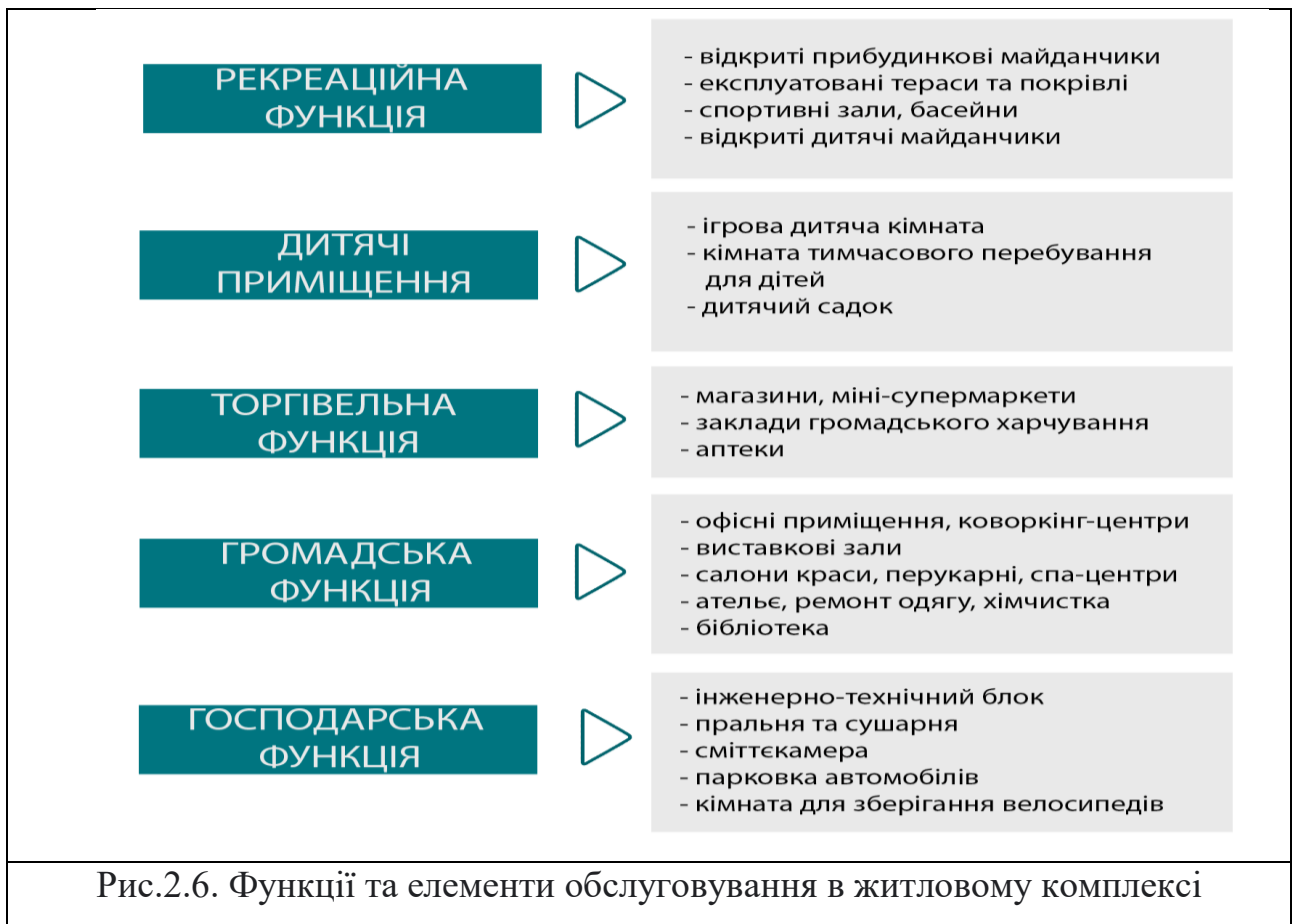 РЕКРЕАЦІЙНА
ФУНКЦІЯ
- відкриті прибудинкові майданчики
- експлуатовані тераси та покрівлі
- спортивні зали, басейни
- відкриті дитячі майданчики
ДИТЯЧІ
ПРИМІЩЕННЯ
- ігрова дитяча кімната
- кімната тимчасового перебування
для дітей
- дитячий садок
ТОРГІВЕЛЬНА
ФУНКЦІЯ
- магазини, міні-супермаркети
- заклади громадського харчування
- аптеки
ГРОМАДСЬКА
ФУНКЦІЯ
- офісні приміщення, коворкінг-центри
- виставкові зали
- салони краси, перукарні, спа-центри
- ательє, ремонт одягу, хімчистка
- бібліотека
ГОСПОДАРСЬКА
ФУНКЦІЯ
- інженерно-технічний блок
- пральня та сушарня
- сміттєкамера
- парковка автомобілів
- кімната для зберігання велосипедів
Рис.2.6. Функції та елементи обслуговування в житловому комплексі